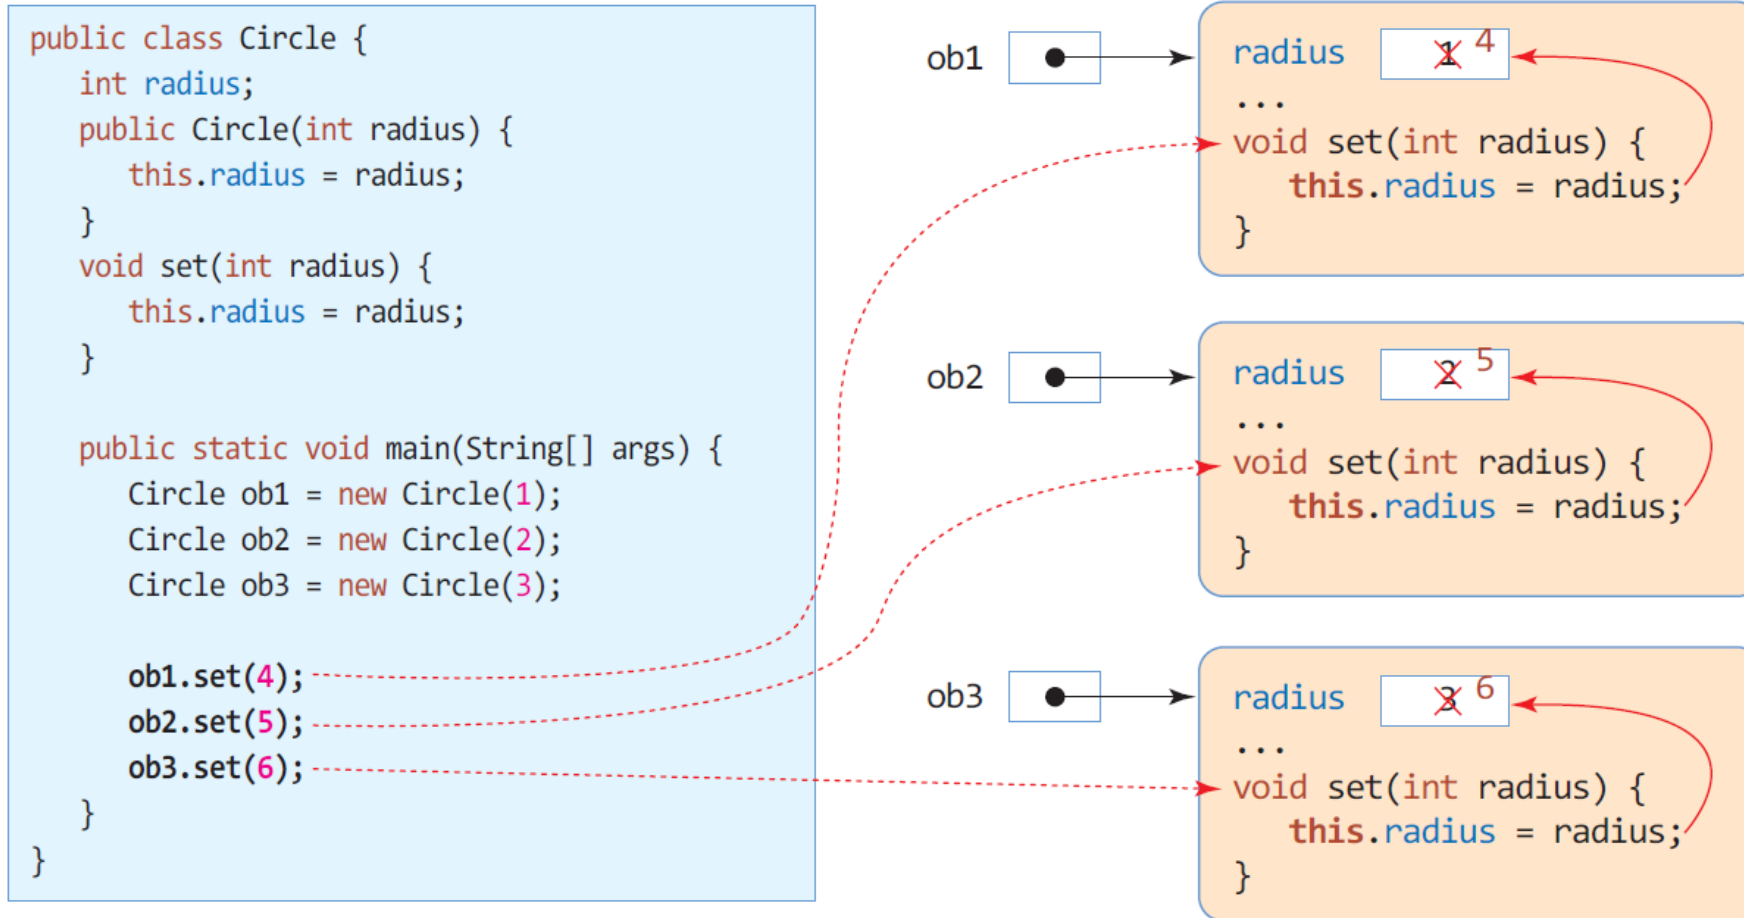 public class Circle {
int radius;
public Circle(int radius) {
this.radius = radius;
}
void set(int radius) {
this.radius = radius;
}
public static void main(String[] args) {
Circle ob1 = new Circle(1);
Circle ob2 = new Circle(2);
Circle ob3 = new Circle(3);
ob1.set(4);
ob2.set(5);
ob3.set(6);
}
}
ob1
radius 1 4
...
void set(int radius) {
this.radius = radius;
}
ob2
radius 2 5
...
void set(int radius) {
this.radius = radius;
}
ob3
radius 3 6
...
void set(int radius) {
this.radius = radius;
}